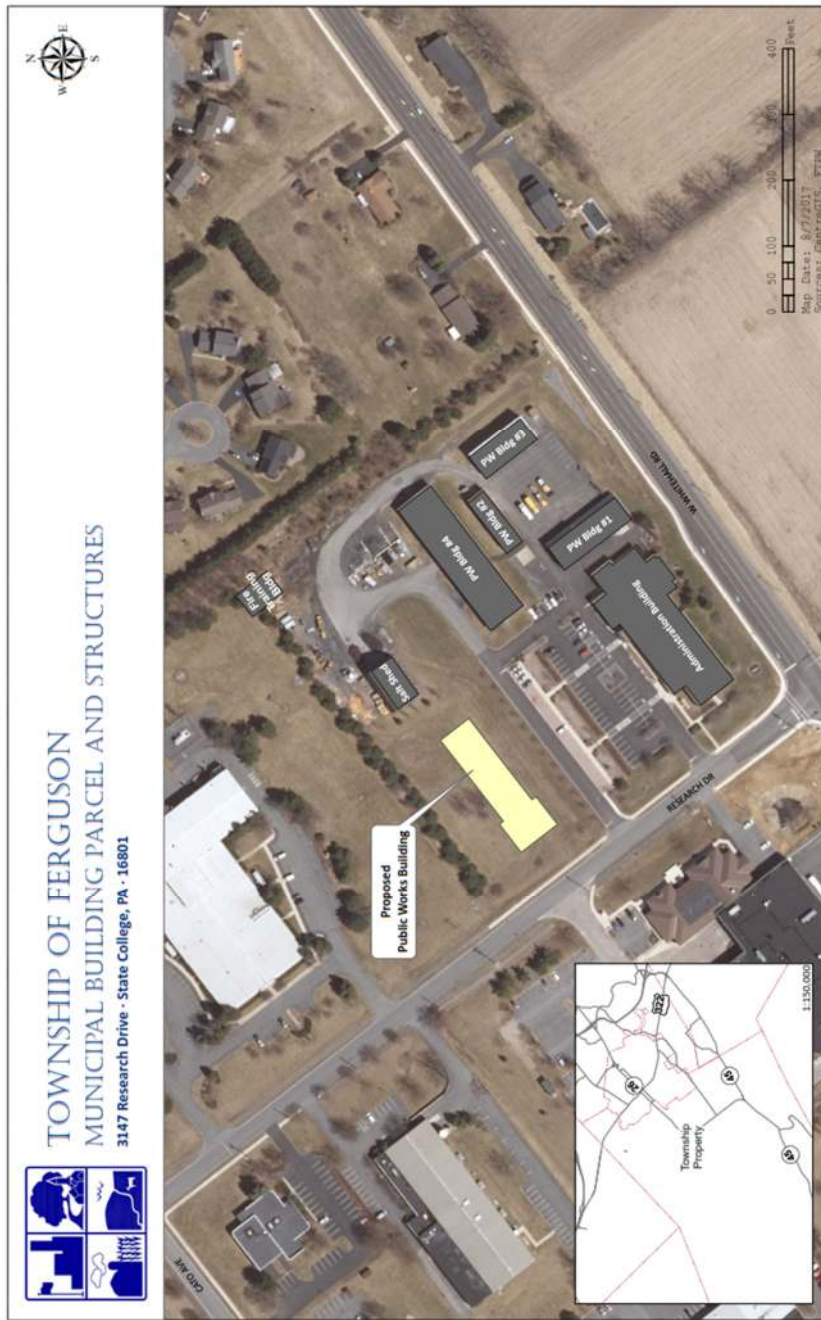 TOWNSHIP OF FERGUSON
MUNICIPAL BUILDING PARCEL AND STRUCTURES
3147 Research Drive · State College, PA · 16801
N
W
E
S
CATO AVE
Proposed
Public Works Building
Fire
Training
Bldg
Salt Shed
PW Bldg #4
PW Bldg #2
PW Bldg #3
PW Bldg #1
Administration Building
RESEARCH DR
W WHITEHALL RD
Township
Property
26
322
45
45
1:150,000
0 50 100 200 300 400
Feet
Map Date: 8/7/2017
Sources: CentreGIS, FTPW